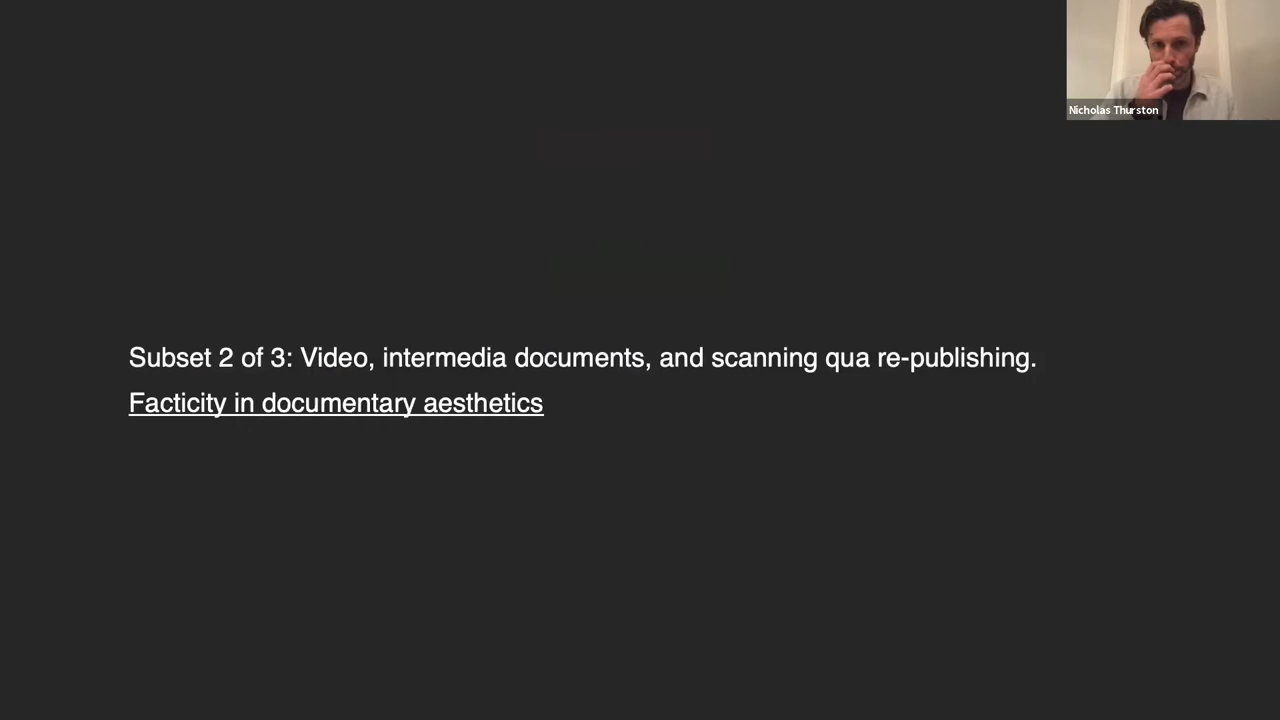 Nicholas Thurston
Subset 2 of 3: Video, intermedia documents, and scanning qua re-publishing.
Facticity in documentary aesthetics